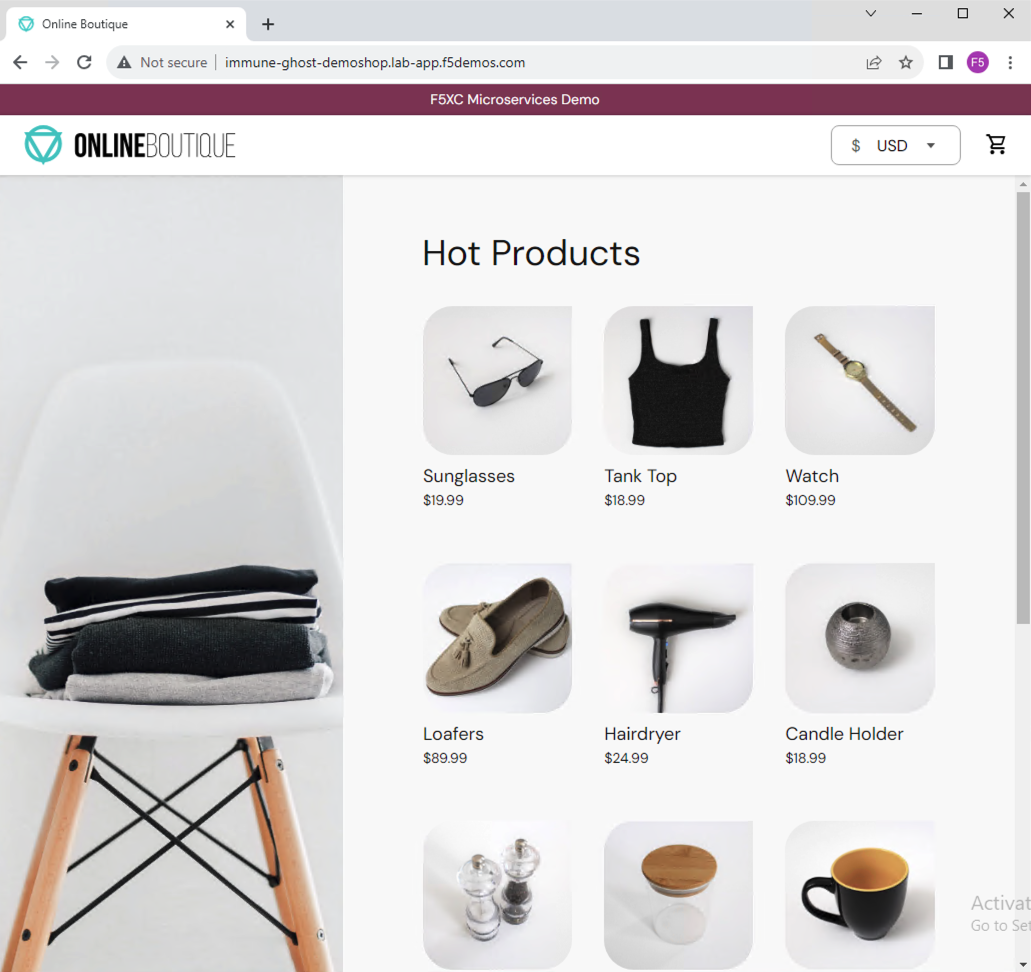 Online Boutique
Not secure
immune-ghost-demoshop.lab-app.f5demos.com
F5
F5XC Microservices Demo
ONLINEBOUTIQUE
$ USD
Hot Products
Sunglasses
$19.99
Tank Top
$18.99
Watch
$109.99
Loafers
$89.99
Hairdryer
$24.99
Candle Holder
$18.99
Activat
Go to Set